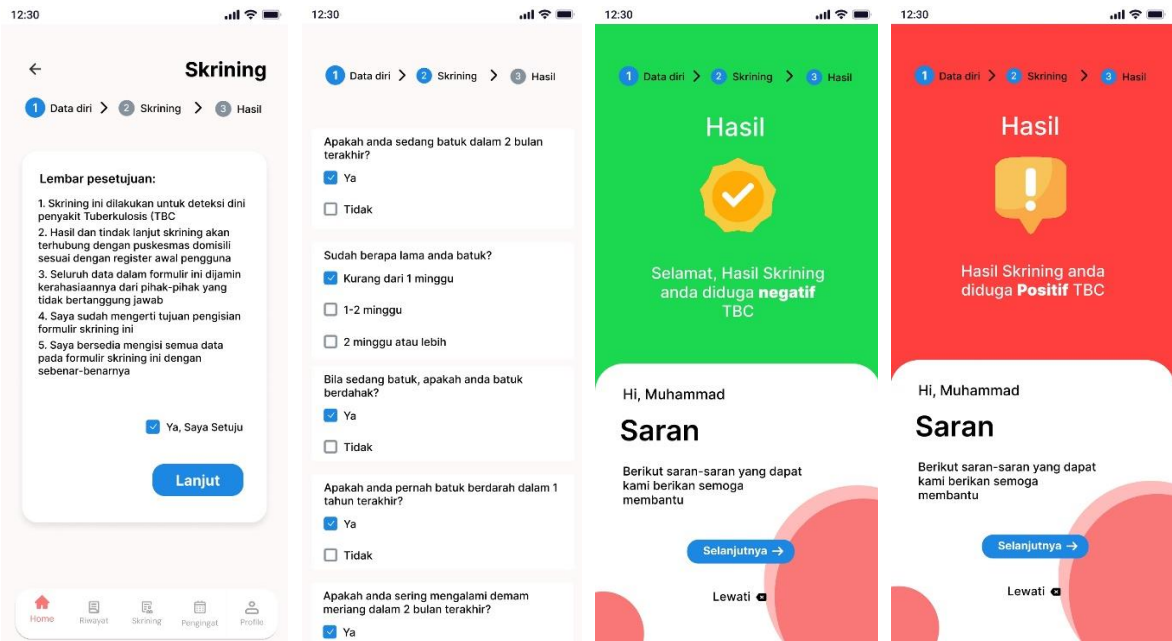 12:30
Skrining
1 Data diri > 2 Skrining > 3 Hasil
Lembar pesetujuan:
1. Skrining ini dilakukan untuk deteksi dini
penyakit Tuberkulosis (TBC
2. Hasil dan tindak lanjut skrining akan
terhubung dengan puskesmas domisili
sesuai dengan register awal pengguna
3. Seluruh data dalam formulir ini dijamin
kerahasiaannya dari pihak-pihak yang
tidak bertanggung jawab
4. Saya sudah mengerti tujuan pengisian
formulir skrining ini
5. Saya bersedia mengisi semua data
pada formulir skrining ini dengan
sebenar-benarnya
Ya, Saya Setuju
Lanjut
Home Riwayat Skrining Pengingat Profile
12:30
1 Data diri > 2 Skrining > 3 Hasil
Apakah anda sedang batuk dalam 2 bulan
terakhir?
Ya
Tidak
Sudah berapa lama anda batuk?
Kurang dari 1 minggu
1-2 minggu
2 minggu atau lebih
Bila sedang batuk, apakah anda batuk
berdahak?
Ya
Tidak
Apakah anda pernah batuk berdarah dalam 1
tahun terakhir?
Ya
Tidak
Apakah anda sering mengalami demam
meriang dalam 2 bulan terakhir?
Ya
12:30
1 Data diri > 2 Skrining > 3 Hasil
Hasil
Selamat, Hasil Skrining
anda diduga negatif
TBC
Hi, Muhammad
Saran
Berikut saran-saran yang dapat
kami berikan semoga
membantu
Selanjutnya →
Lewati
12:30
1 Data diri > 2 Skrining > 3 Hasil
Hasil
Hasil Skrining anda
diduga Positif TBC
Hi, Muhammad
Saran
Berikut saran-saran yang dapat
kami berikan semoga
membantu
Selanjutnya →
Lewati